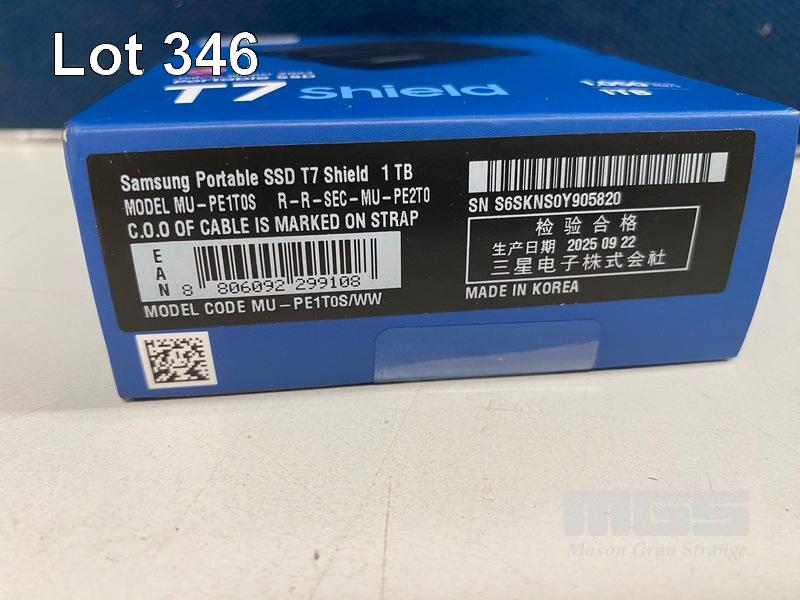 Lot 346
Portable SSD
T7 Shield
1TB
Samsung Portable SSD T7 Shield 1 TB
MODEL MU-PE1T0S R-R-SEC-MU-PE2T0
C.O.O OF CABLE IS MARKED ON STRAP
EAN
8 806092 299108
MODEL CODE MU-PE1T0S/WW
SN S6SKNS0Y905820
检验合格
生产日期 2025 09 22
三星电子株式会社
MADE IN KOREA
MGS
Mason Gray Strange